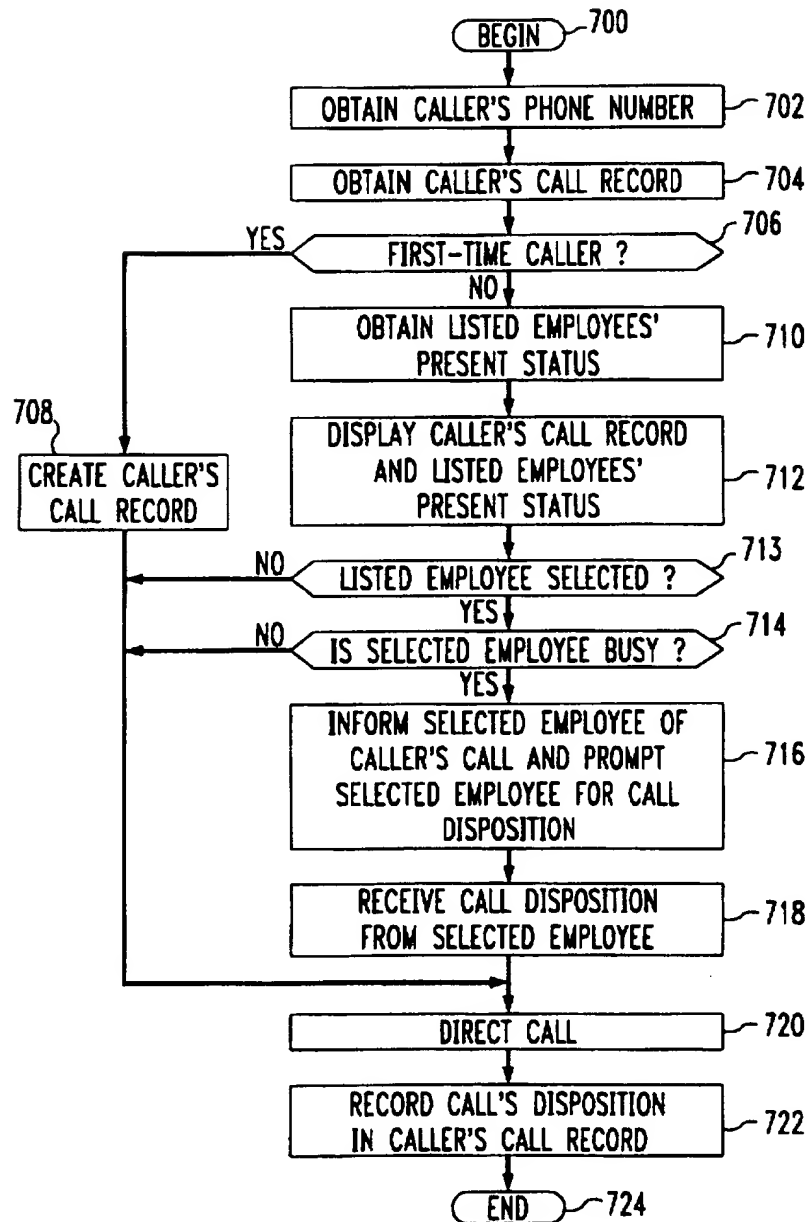 BEGIN
700
OBTAIN CALLER'S PHONE NUMBER
702
OBTAIN CALLER'S CALL RECORD
704
706
YES
FIRST-TIME CALLER ?
NO
OBTAIN LISTED EMPLOYEES'
PRESENT STATUS
710
708
CREATE CALLER'S
CALL RECORD
DISPLAY CALLER'S CALL RECORD
AND LISTED EMPLOYEES'
PRESENT STATUS
712
713
NO
LISTED EMPLOYEE SELECTED ?
YES
714
NO
IS SELECTED EMPLOYEE BUSY ?
YES
INFORM SELECTED EMPLOYEE OF
CALLER'S CALL AND PROMPT
SELECTED EMPLOYEE FOR CALL
DISPOSITION
716
RECEIVE CALL DISPOSITION
FROM SELECTED EMPLOYEE
718
DIRECT CALL
720
RECORD CALL'S DISPOSITION
IN CALLER'S CALL RECORD
722
END
724